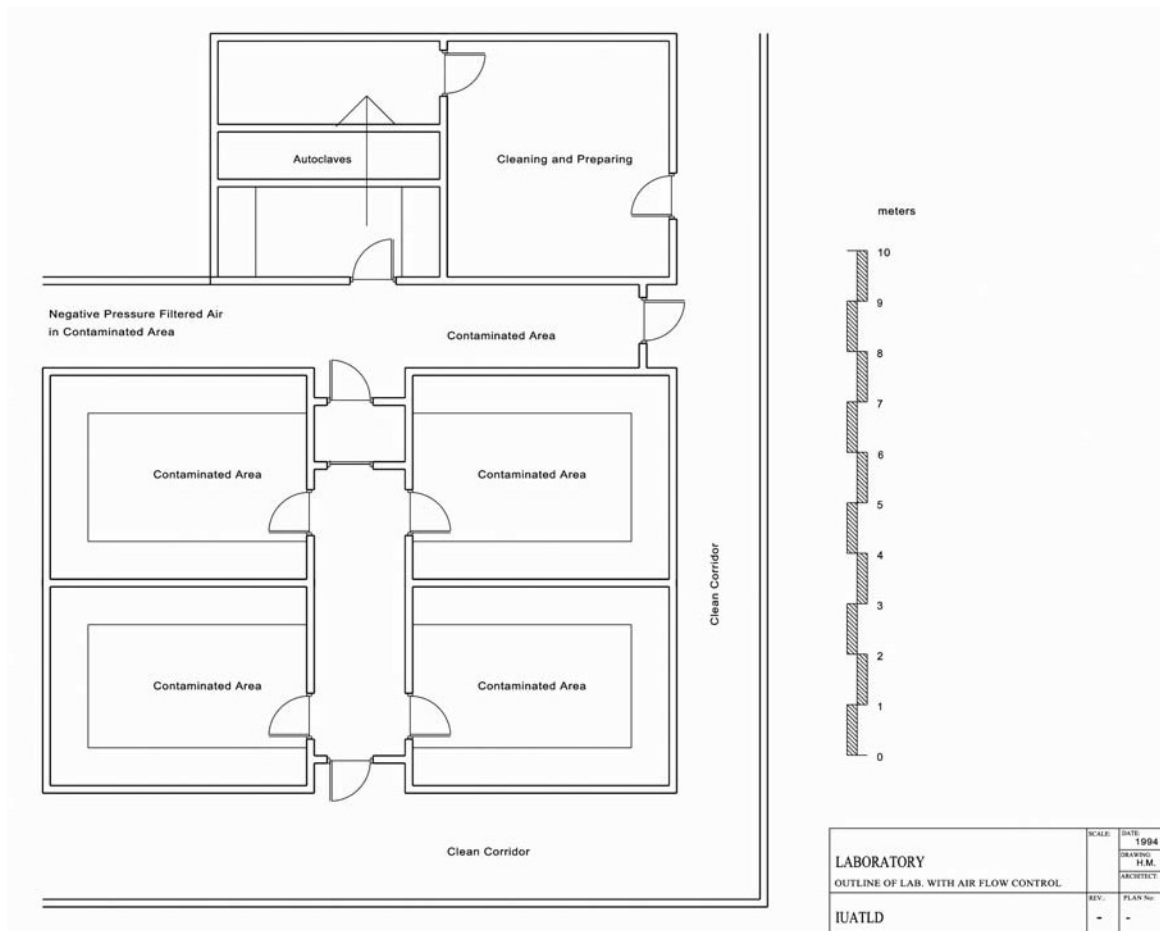 Autoclaves
Cleaning and Preparing
meters
10
9
8
7
6
5
4
3
2
1
0
Negative Pressure Filtered Air
in Contaminated Area
Contaminated Area
Contaminated Area
Contaminated Area
Contaminated Area
Contaminated Area
Clean Corridor
Clean Corridor
LABORATORY
OUTLINE OF LAB. WITH AIR FLOW CONTROL
IUATLD
SCALE:
DATE:
1994
DRAWING:
H.M.
ARCHITECT:
REV.:
-
PLAN No:
-